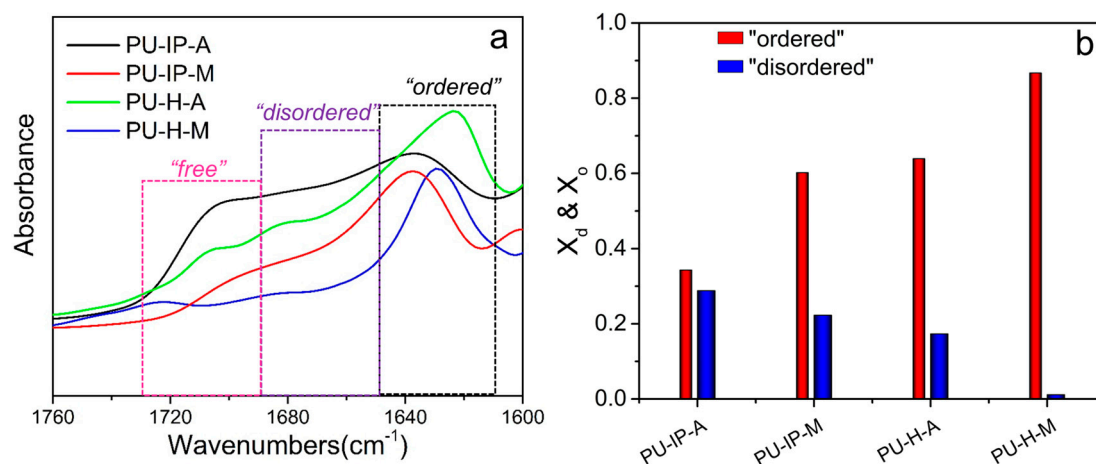 a
PU-IP-A
PU-IP-M
PU-H-A
PU-H-M
“free”
“disordered”
“ordered”
Absorbance
1760 1720 1680 1640 1600
Wavenumbers(cm⁻¹)
b
"ordered"
"disordered"
X_d & X_o
1.0
0.8
0.6
0.4
0.2
0.0
PU-IP-A PU-IP-M PU-H-A PU-H-M